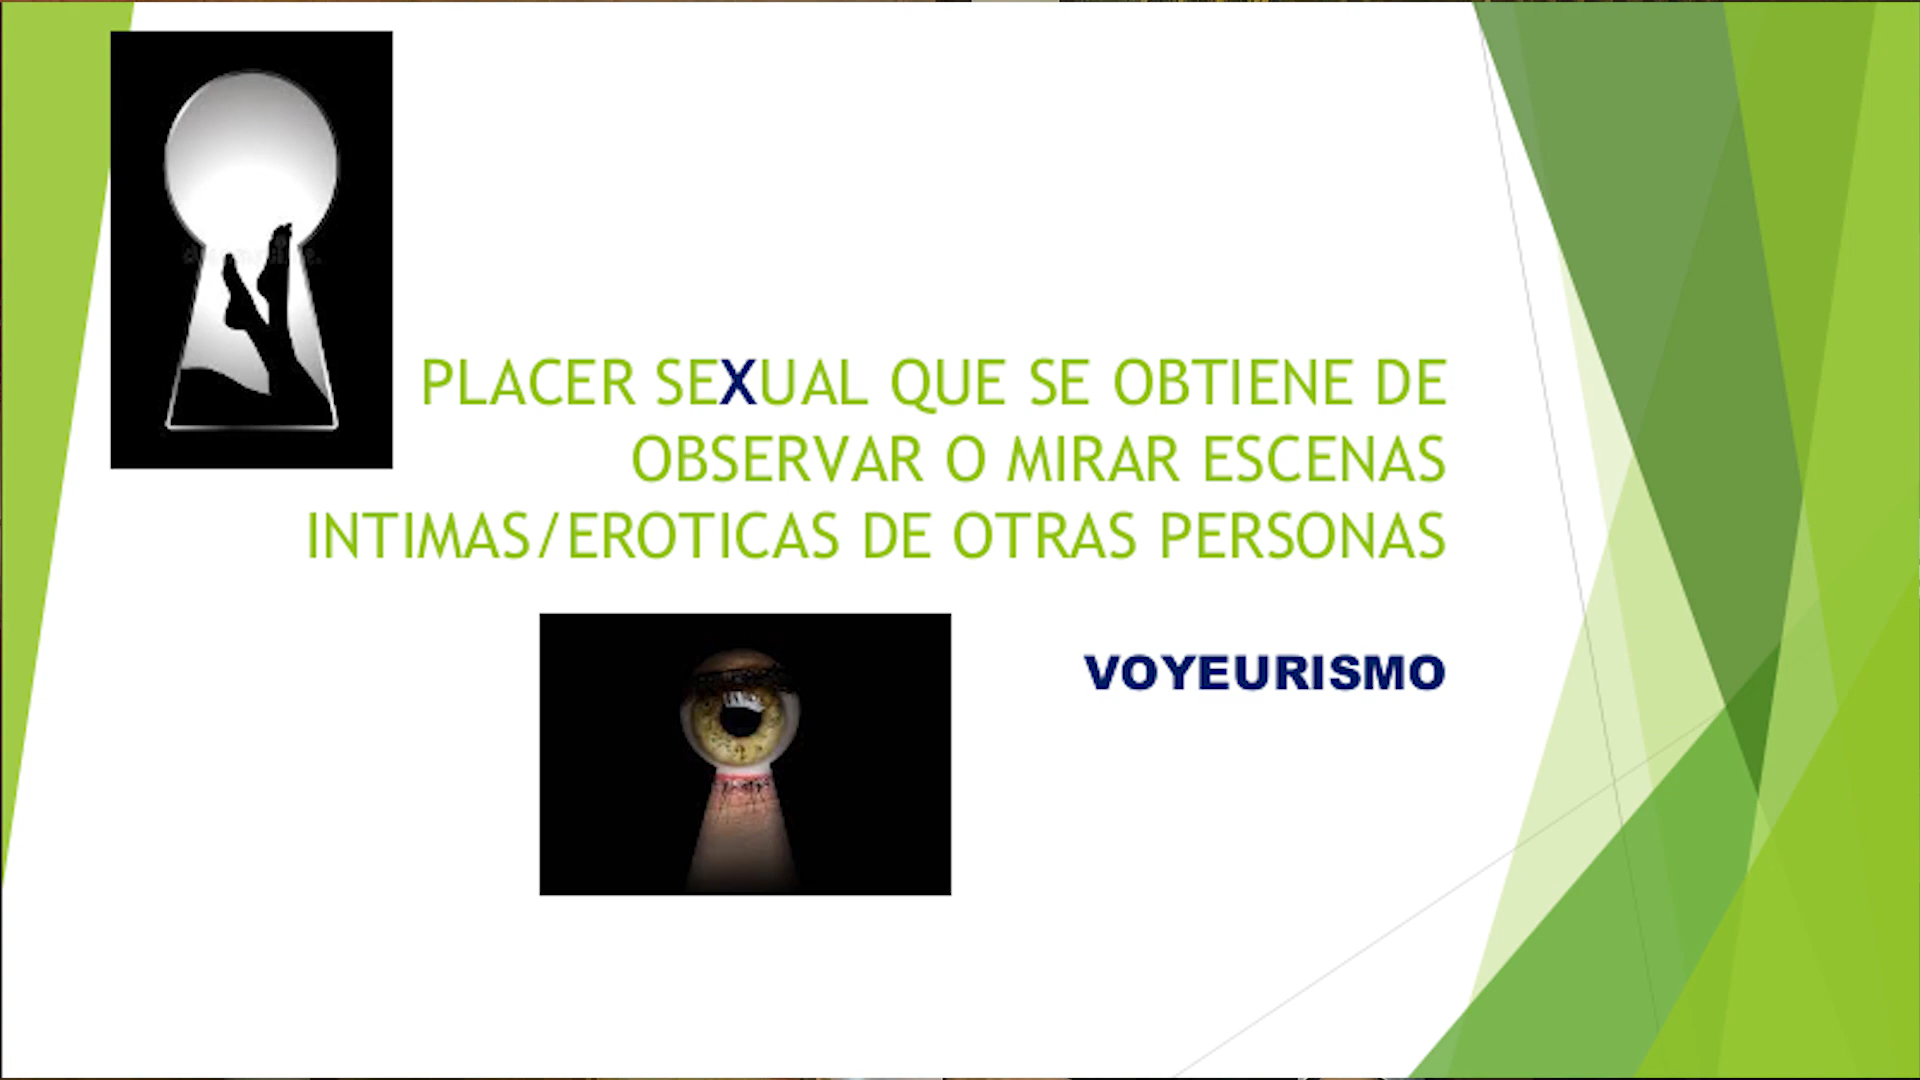 PLACER SEXUAL QUE SE OBTIENE DE
OBSERVAR O MIRAR ESCENAS
INTIMAS/EROTICAS DE OTRAS PERSONAS
VOYEURISMO